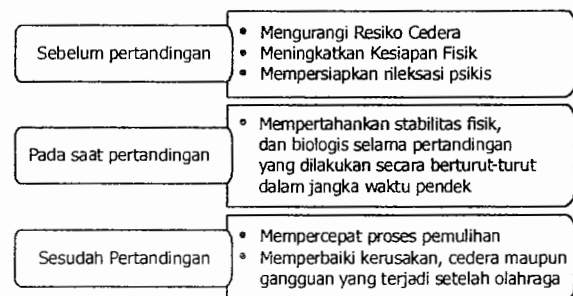 Sebelum pertandingan
• Mengurangi Resiko Cedera
• Meningkatkan Kesiapan Fisik
• Mempersiapkan rileksasi psikis
Pada saat pertandingan
• Mempertahankan stabilitas fisik,
dan biologis selama pertandingan
yang dilakukan secara berturut-turut
dalam jangka waktu pendek
Sesudah Pertandingan
• Mempercepat proses pemulihan
• Memperbaiki kerusakan, cedera maupun
gangguan yang terjadi setelah olahraga